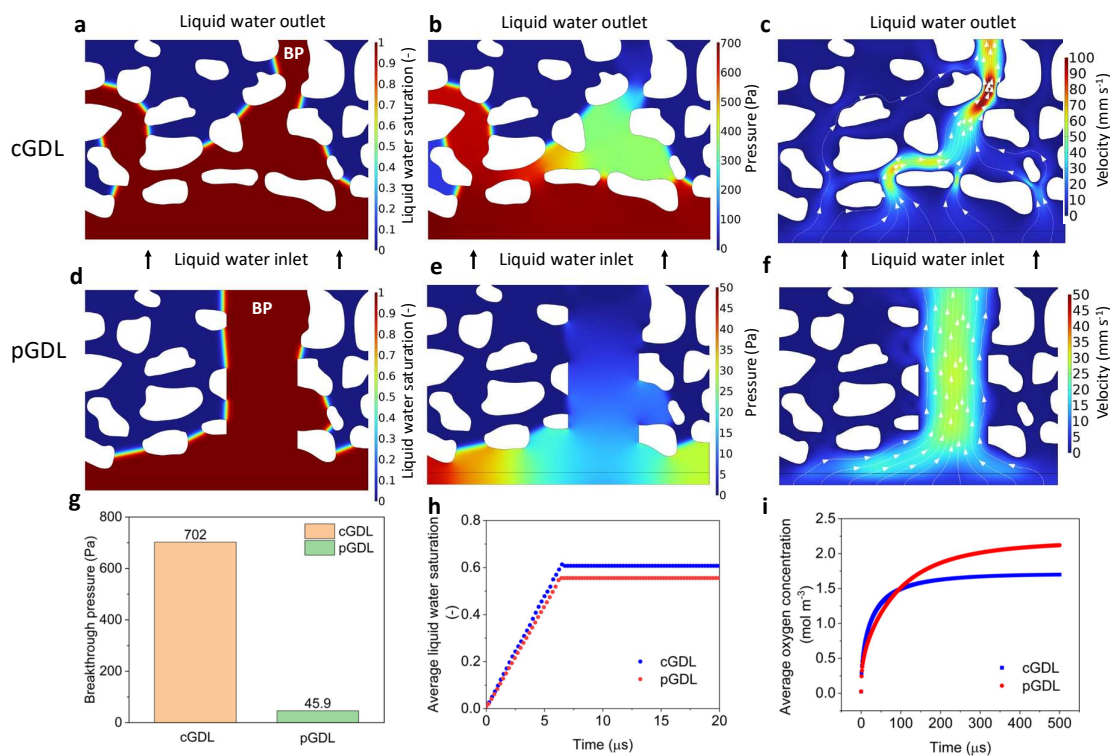 a Liquid water outlet
b Liquid water outlet
c Liquid water outlet
cGDL
BP
1
0.9
0.8
0.7
0.6
0.5
0.4
0.3
0.2
0.1
0
Liquid water saturation (-)
700
600
500
400
300
200
100
0
Pressure (Pa)
100
90
80
70
60
50
40
30
20
10
0
Velocity (mm s⁻¹)
d Liquid water inlet
e Liquid water inlet
f Liquid water inlet
pGDL
BP
1
0.9
0.8
0.7
0.6
0.5
0.4
0.3
0.2
0.1
0
Liquid water saturation (-)
50
45
40
35
30
25
20
15
10
5
0
Pressure (Pa)
50
45
40
35
30
25
20
15
10
5
0
Velocity (mm s⁻¹)
g
Breakthrough pressure (Pa)
800
600
400
200
0
702
45.9
cGDL
pGDL
cGDL
pGDL
h
Average liquid water saturation
(-)
0.8
0.6
0.4
0.2
0.0
cGDL
pGDL
0
5
10
15
20
Time (μs)
i
Average oxygen concentration
(mol m⁻³)
2.5
2.0
1.5
1.0
0.5
0.0
cGDL
pGDL
0
100
200
300
400
500
Time (μs)